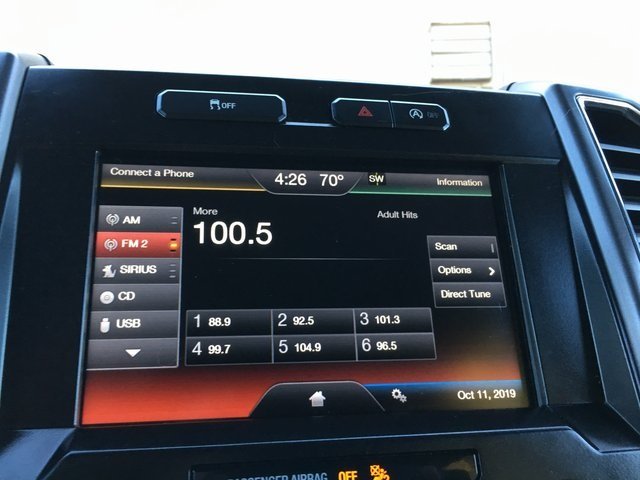 OFF
OFF
Connect a Phone
4:26 70° SW
Information
AM
FM 2
SIRIUS
CD
USB
More
100.5
Adult Hits
Scan
Options
Direct Tune
1 88.9 2 92.5 3 101.3
4 99.7 5 104.9 6 96.5
Oct 11, 2019
PASSENGER AIRBAG OFF